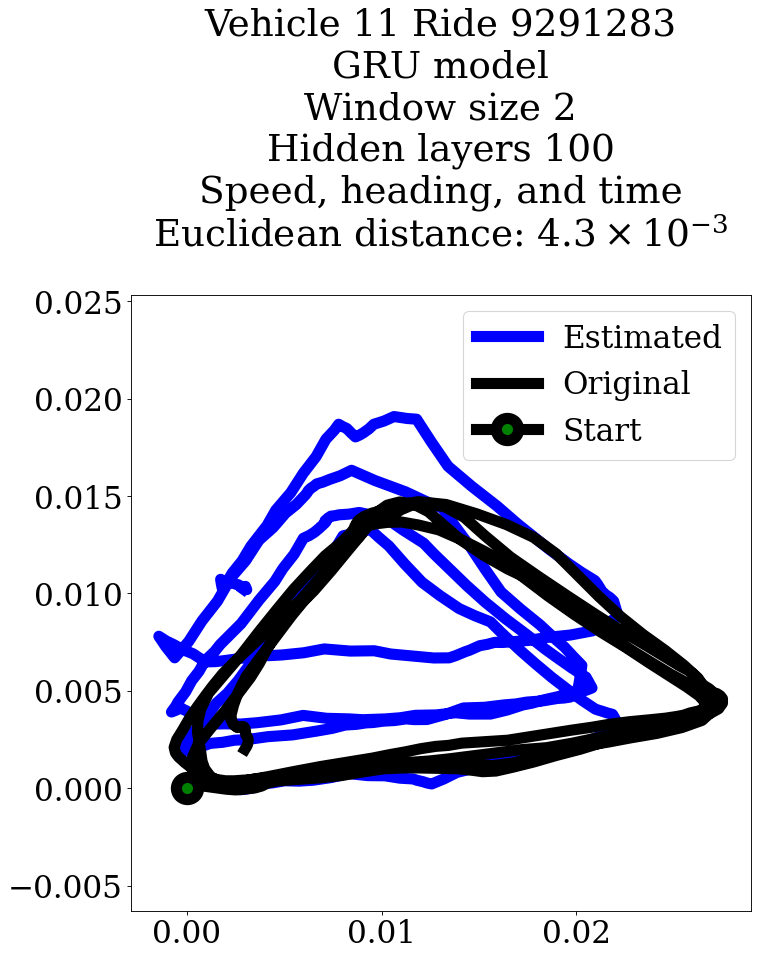 Vehicle 11 Ride 9291283
GRU model
Window size 2
Hidden layers 100
Speed, heading, and time
Euclidean distance: 4.3 × 10⁻³
0.025
0.020
0.015
0.010
0.005
0.000
−0.005
Estimated
Original
Start
0.00 0.01 0.02